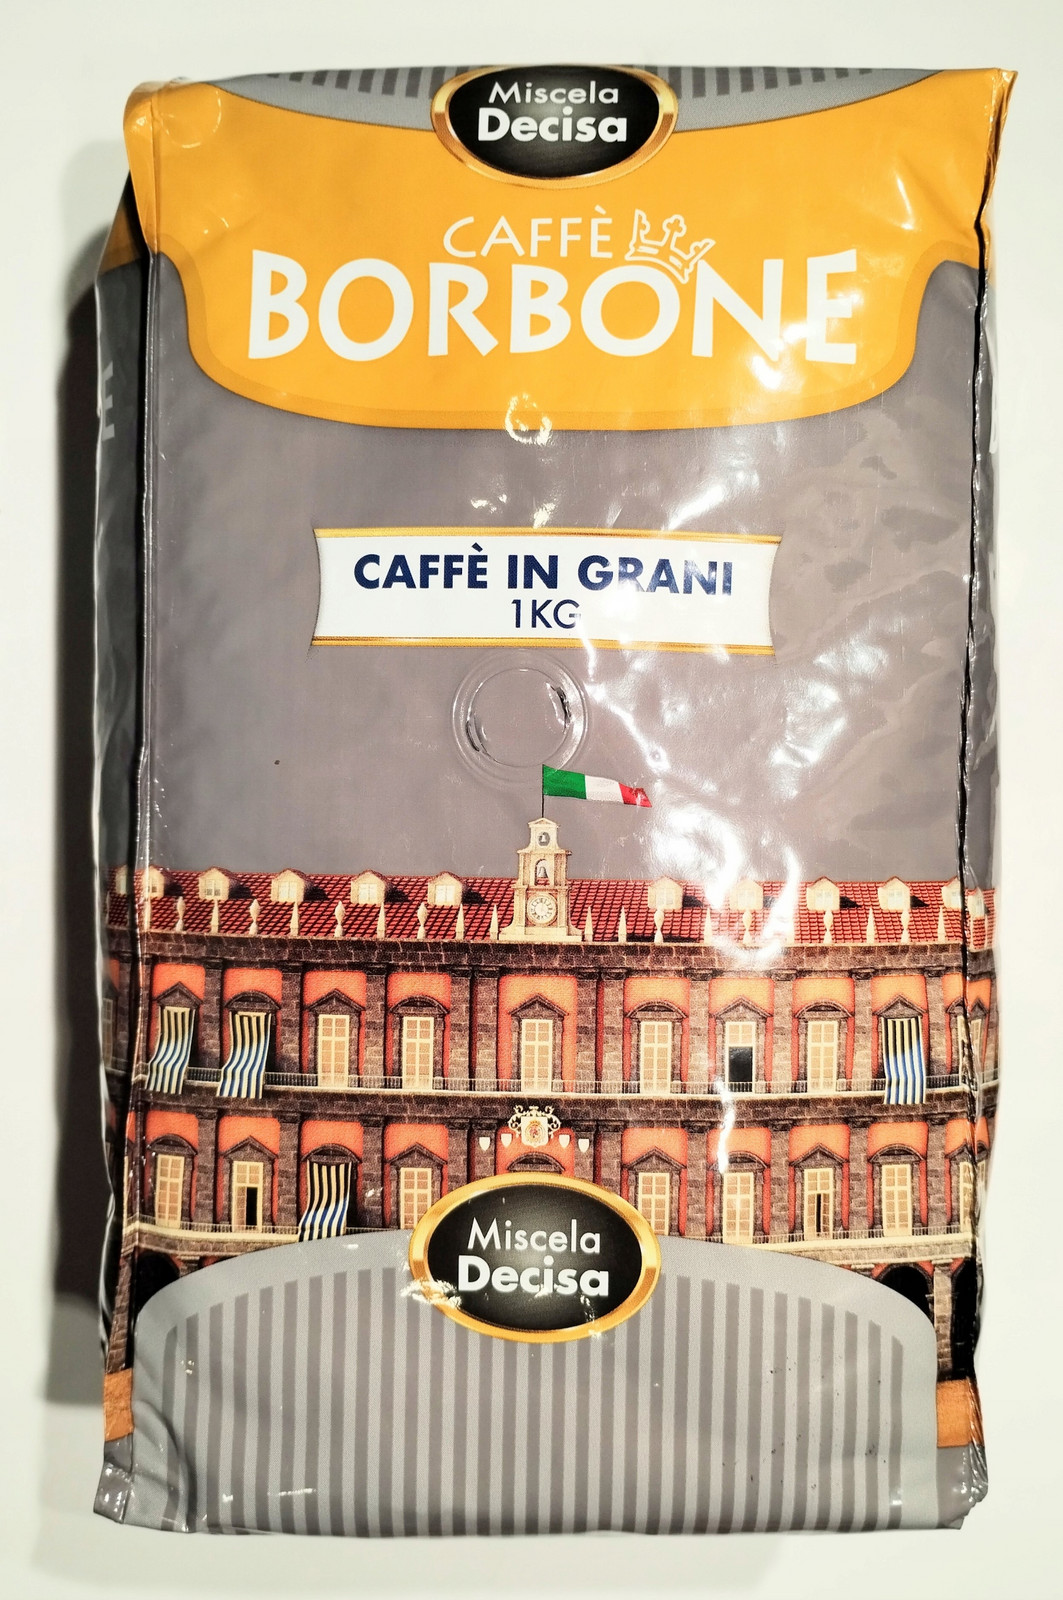 Miscela
Decisa
CAFFÈ
BORBONE
CAFFÈ IN GRANI
1KG
Miscela
Decisa